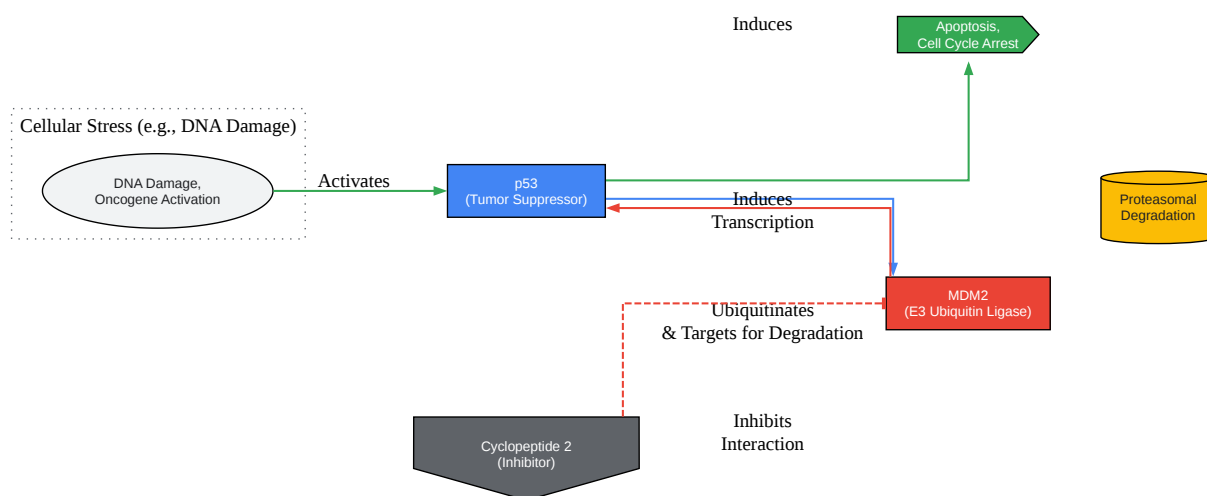 Induces
Apoptosis,
Cell Cycle Arrest
Cellular Stress (e.g., DNA Damage)
DNA Damage,
Oncogene Activation
Activates
p53
(Tumor Suppressor)
Induces
Transcription
Proteasomal
Degradation
MDM2
(E3 Ubiquitin Ligase)
Ubiquitinates
& Targets for Degradation
Cyclopeptide 2
(Inhibitor)
Inhibits
Interaction